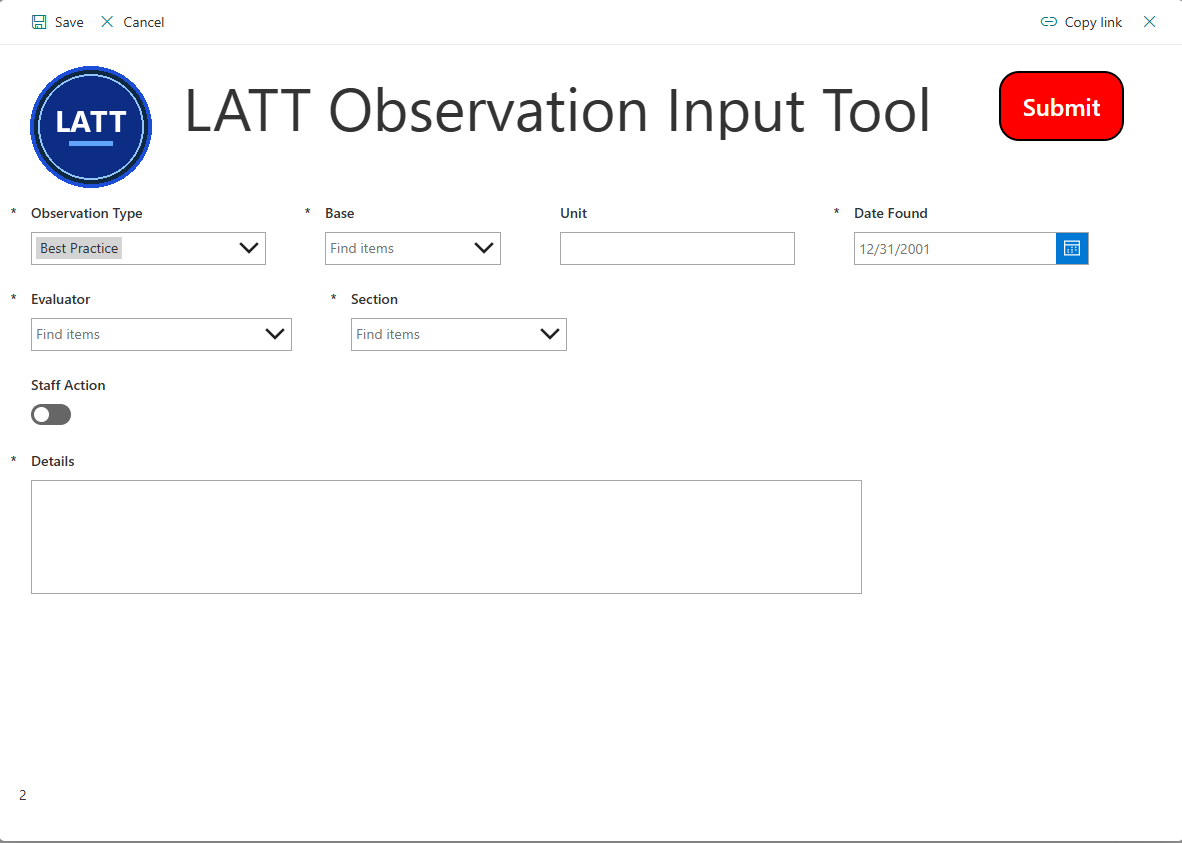 Save Cancel Copy link
LATT
LATT Observation Input Tool
Submit
* Observation Type * Base Unit * Date Found
Best Practice Find items 12/31/2001
* Evaluator * Section
Find items Find items
Staff Action
* Details
2